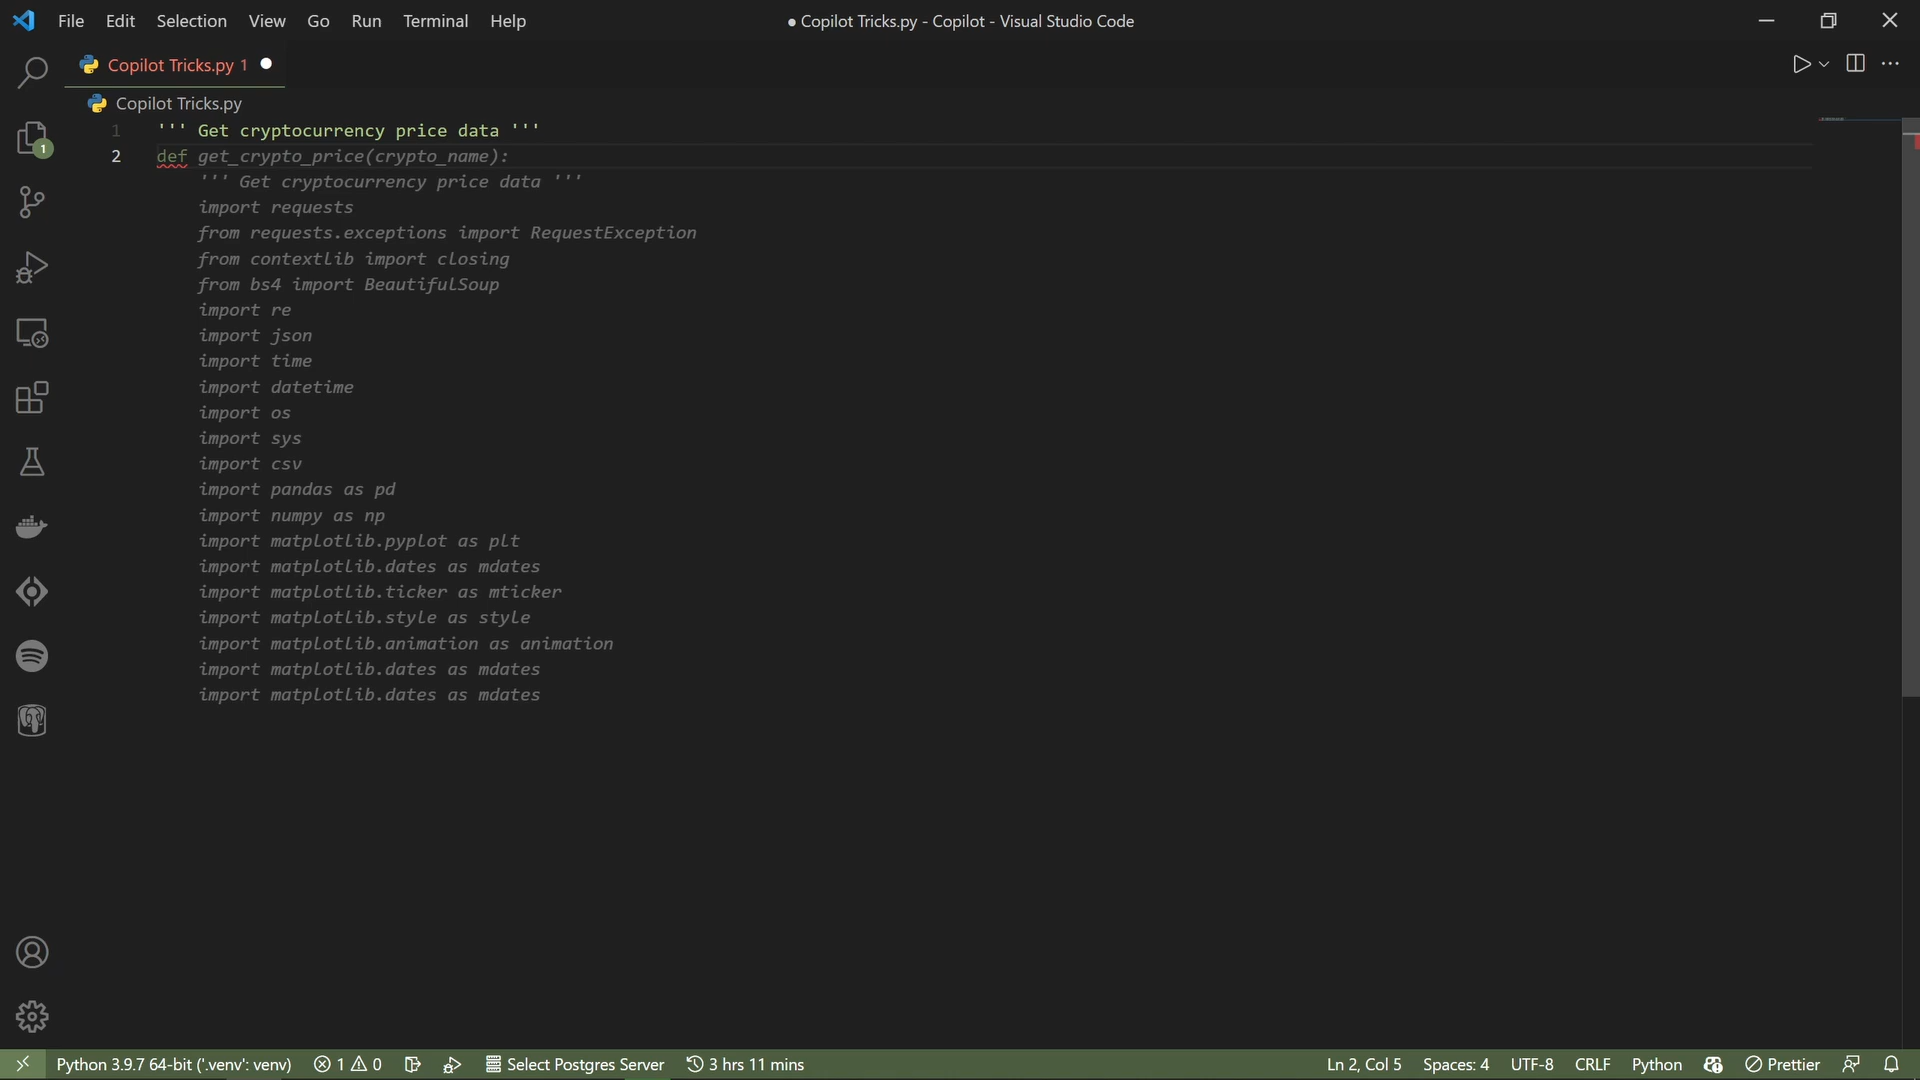 File Edit Selection View Go Run Terminal Help
● Copilot Tricks.py - Copilot - Visual Studio Code
Copilot Tricks.py 1
Copilot Tricks.py
1 ''' Get cryptocurrency price data '''
2 def get_crypto_price(crypto_name):
''' Get cryptocurrency price data '''
import requests
from requests.exceptions import RequestException
from contextlib import closing
from bs4 import BeautifulSoup
import re
import json
import time
import datetime
import os
import sys
import csv
import pandas as pd
import numpy as np
import matplotlib.pyplot as plt
import matplotlib.dates as mdates
import matplotlib.ticker as mticker
import matplotlib.style as style
import matplotlib.animation as animation
import matplotlib.dates as mdates
import matplotlib.dates as mdates
1
Python 3.9.7 64-bit ('.venv': venv) 1 0 Select Postgres Server 3 hrs 11 mins Ln 2, Col 5 Spaces: 4 UTF-8 CRLF Python Prettier